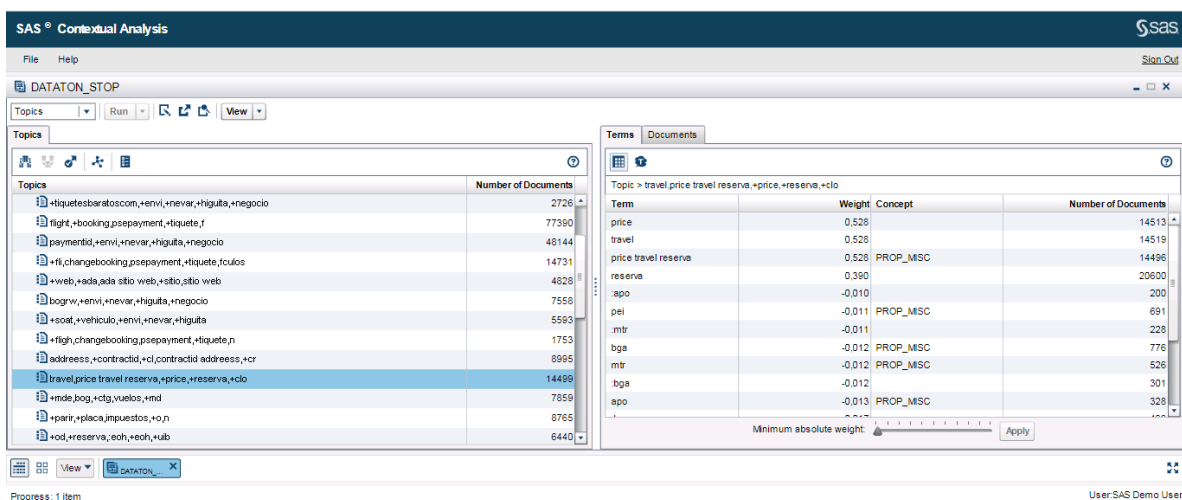 SAS ® Contextual Analysis
sas
File Help
Sign Out
DATATON_STOP
Topics Run View
Topics
Topics Number of Documents
+tiquetesbaratoscom,+envi,+nevar,+higuita,+negocio 2726
flight,+booking,psepayment,+tiquete,f 77390
paymentid,+envi,+nevar,+higuita,+negocio 48144
+fli,changebooking,psepayment,+tiquete,fculos 14731
+web,+ada,ada sitio web,+sitio,sitio web 4828
bogrw,+envi,+nevar,+higuita,+negocio 7558
+soat,+vehiculo,+envi,+nevar,+higuita 5593
+fligh,changebooking,psepayment,+tiquete,n 1753
addreess,+contractid,+cl,contractid addreess,+cr 8995
travel,price travel reserva,+price,+reserva,+clo 14499
+mde,bog,+ctg,vuelos,+md 7859
+parir,+placa,impuestos,+o,n 8765
+od,+reserva,:eoh,+eoh,+uib 6440
Terms Documents
Topic > travel,price travel reserva,+price,+reserva,+clo
Term Weight Concept Number of Documents
price 0,528 14513
travel 0,528 14519
price travel reserva 0,528 PROP_MISC 14496
reserva 0,390 20600
:apo -0,010 200
pei -0,011 PROP_MISC 691
:mtr -0,011 228
bga -0,012 PROP_MISC 776
mtr -0,012 PROP_MISC 526
:bga -0,012 301
apo -0,013 PROP_MISC 328
Minimum absolute weight: Apply
View DATATON_...
Progress: 1 item
User:SAS Demo User